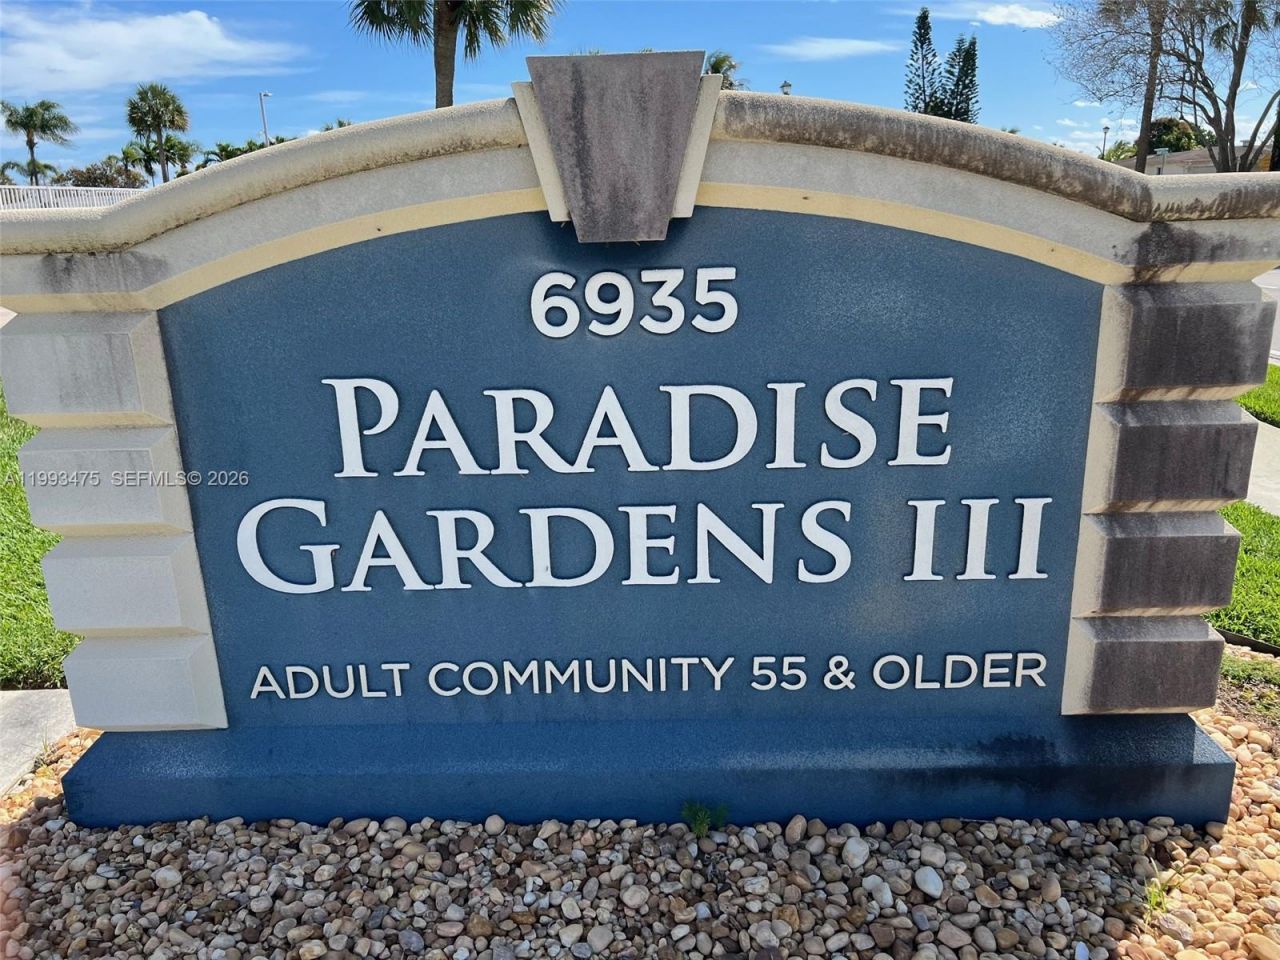 6935
PARADISE
GARDENS III
A11993475 SEFMLS© 2026
ADULT COMMUNITY 55 & OLDER